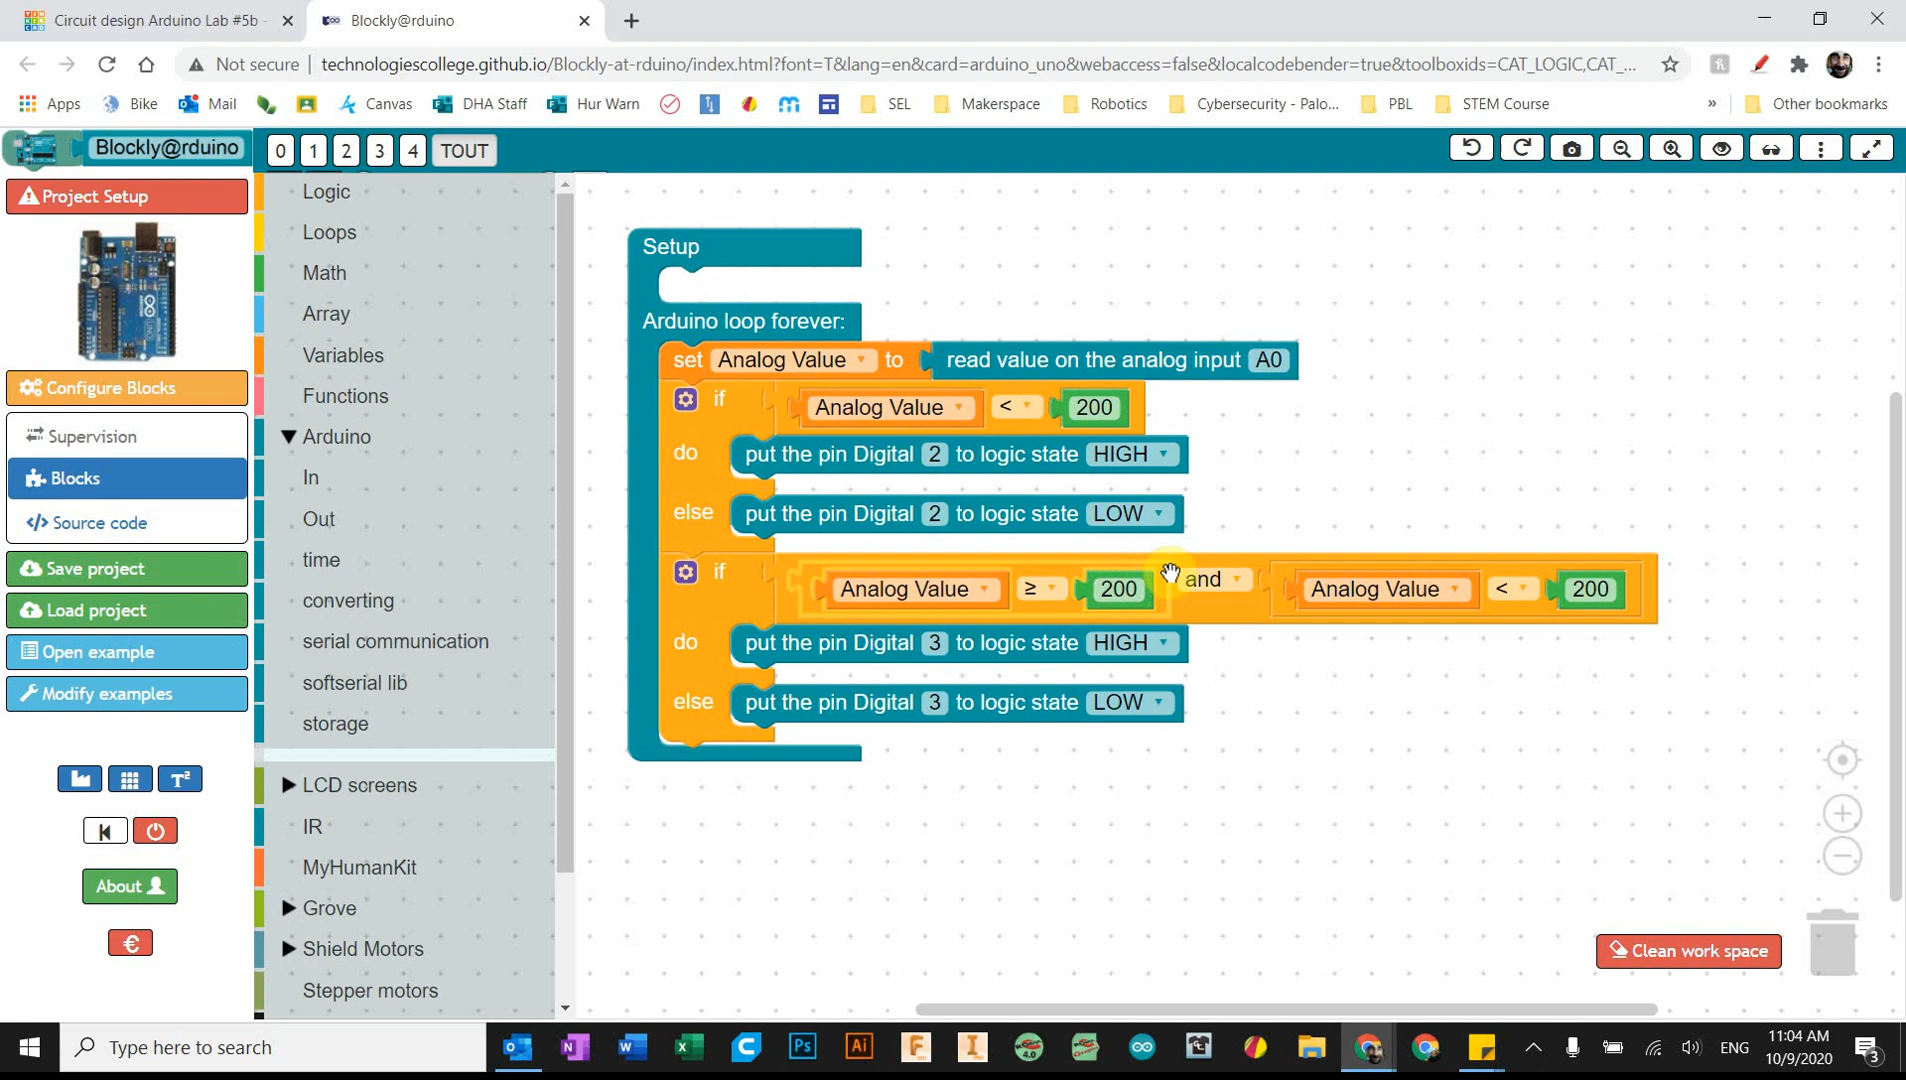 Circuit design Arduino Lab #5b -
Blockly@rduino
Not secure
technologiescollege.github.io/Blockly-at-rduino/index.html?font=T&lang=en&card=arduino_uno&webaccess=false&localcodebender=true&toolboxids=CAT_LOGIC,CAT_...
Apps
Bike
Mail
Canvas
DHA Staff
Hur Warn
SEL
Makerspace
Robotics
Cybersecurity - Palo...
PBL
STEM Course
»
Other bookmarks
Blockly@rduino
0
1
2
3
4
TOUT
Project Setup
Configure Blocks
Supervision
Blocks
Source code
Save project
Load project
Open example
Modify examples
About
€
Logic
Loops
Math
Array
Variables
Functions
Arduino
In
Out
time
converting
serial communication
softserial lib
storage
LCD screens
IR
MyHumanKit
Grove
Shield Motors
Stepper motors
Setup
Arduino loop forever:
set Analog Value to read value on the analog input A0
if Analog Value < 200
do put the pin Digital 2 to logic state HIGH
else put the pin Digital 2 to logic state LOW
if Analog Value ≥ 200 and Analog Value < 200
do put the pin Digital 3 to logic state HIGH
else put the pin Digital 3 to logic state LOW
Clean work space
Type here to search
ENG
11:04 AM
10/9/2020
3